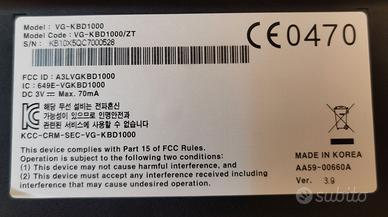 Model: VG-KBD1000
Model Code: VG-KBD1000/ZT
S/N: KB10X5QC7000528
CE0470
FCC ID: A3LVGKBD1000
IC: 649E-VGKBD1000
DC 3V⎓ Max. 70mA
해당 무선 설비는 전파혼신
가능성이 있으므로 인명안전과
관련된 서비스는 할 수 없음
KCC-CRM-SEC-VG-KBD1000
This device complies with Part 15 of FCC Rules.
Operation is subject to the following two conditions.
(1) This device may not cause harmful interference, and
(2) This device must accept any interference received
including interference that may cause undesired operation.
MADE IN KOREA
AA59-00660A
Ver: 3.9
subito